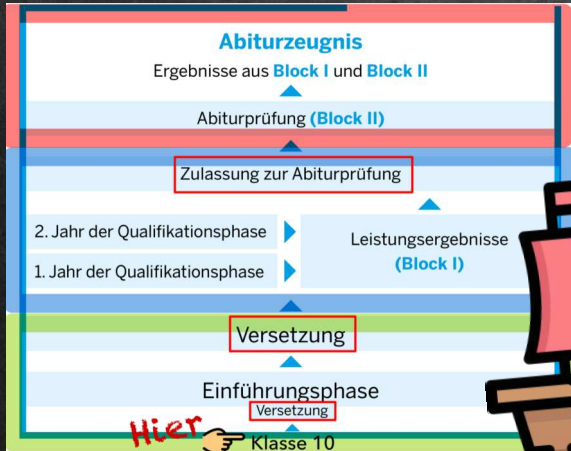 Abiturzeugnis
Ergebnisse aus Block I und Block II
Abiturprüfung (Block II)
Zulassung zur Abiturprüfung
2. Jahr der Qualifikationsphase
1. Jahr der Qualifikationsphase
Leistungsergebnisse
(Block I)
Versetzung
Einführungsphase
Versetzung
Hier
Klasse 10